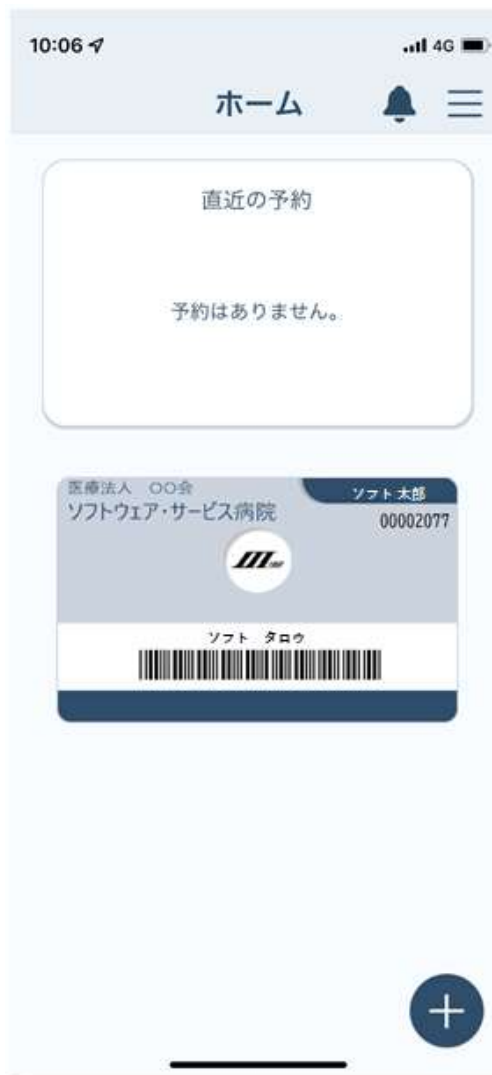 10:06
4G
ホーム
直近の予約
予約はありません。
医療法人 〇〇会
ソフト 太郎
ソフトウェア・サービス病院
00002077
ソフト タロウ